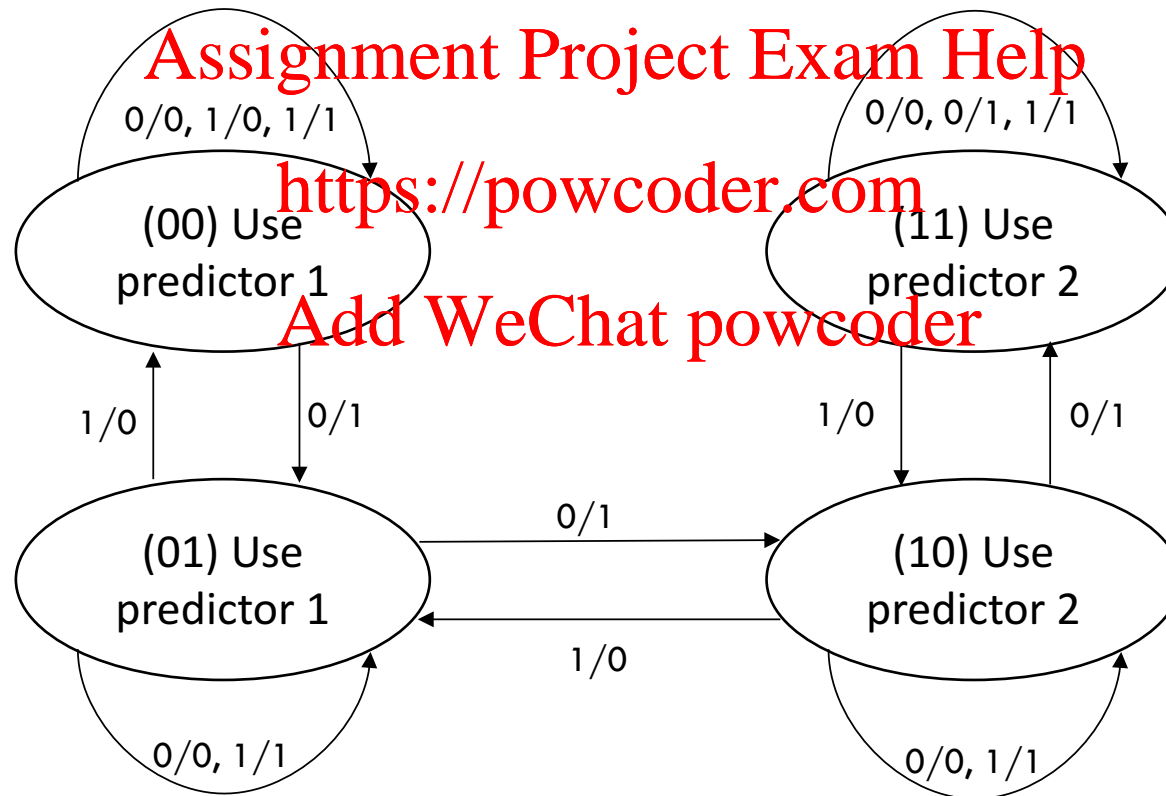 Assignment Project Exam Help
0/0, 1/0, 1/1
0/0, 0/1, 1/1
https://powcoder.com
(00) Use
predictor 1
(11) Use
predictor 2
Add WeChat powcoder
1/0
0/1
1/0
0/1
0/1
(01) Use
predictor 1
(10) Use
predictor 2
1/0
0/0, 1/1
0/0, 1/1